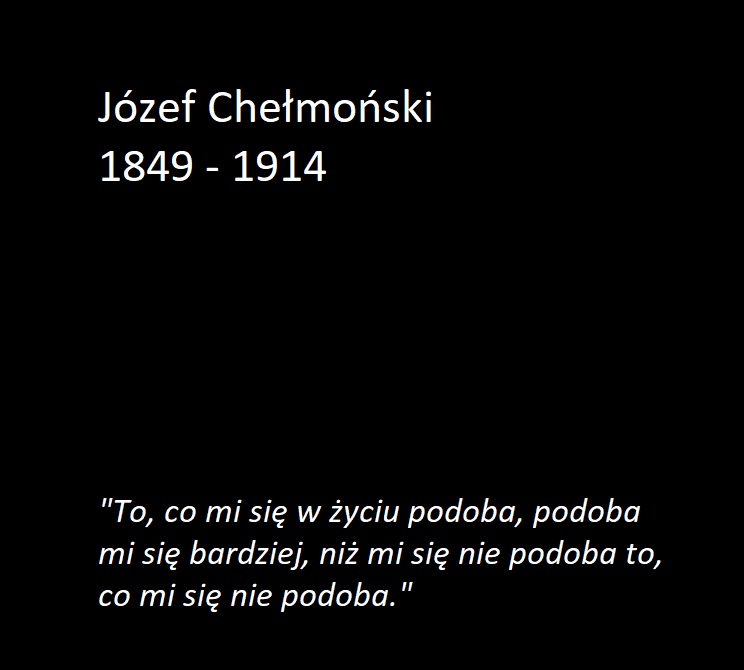 Józef Chełmoński
1849 - 1914
"To, co mi się w życiu podoba, podoba
mi się bardziej, niż mi się nie podoba to,
co mi się nie podoba."